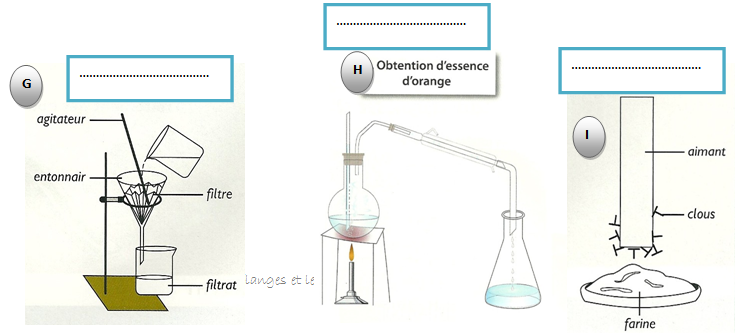 G
........................................
agitateur
entonnair
filtre
filtrat
langes et le
........................................
H
Obtention d'essence
d'orange
........................................
I
aimant
clous
farine